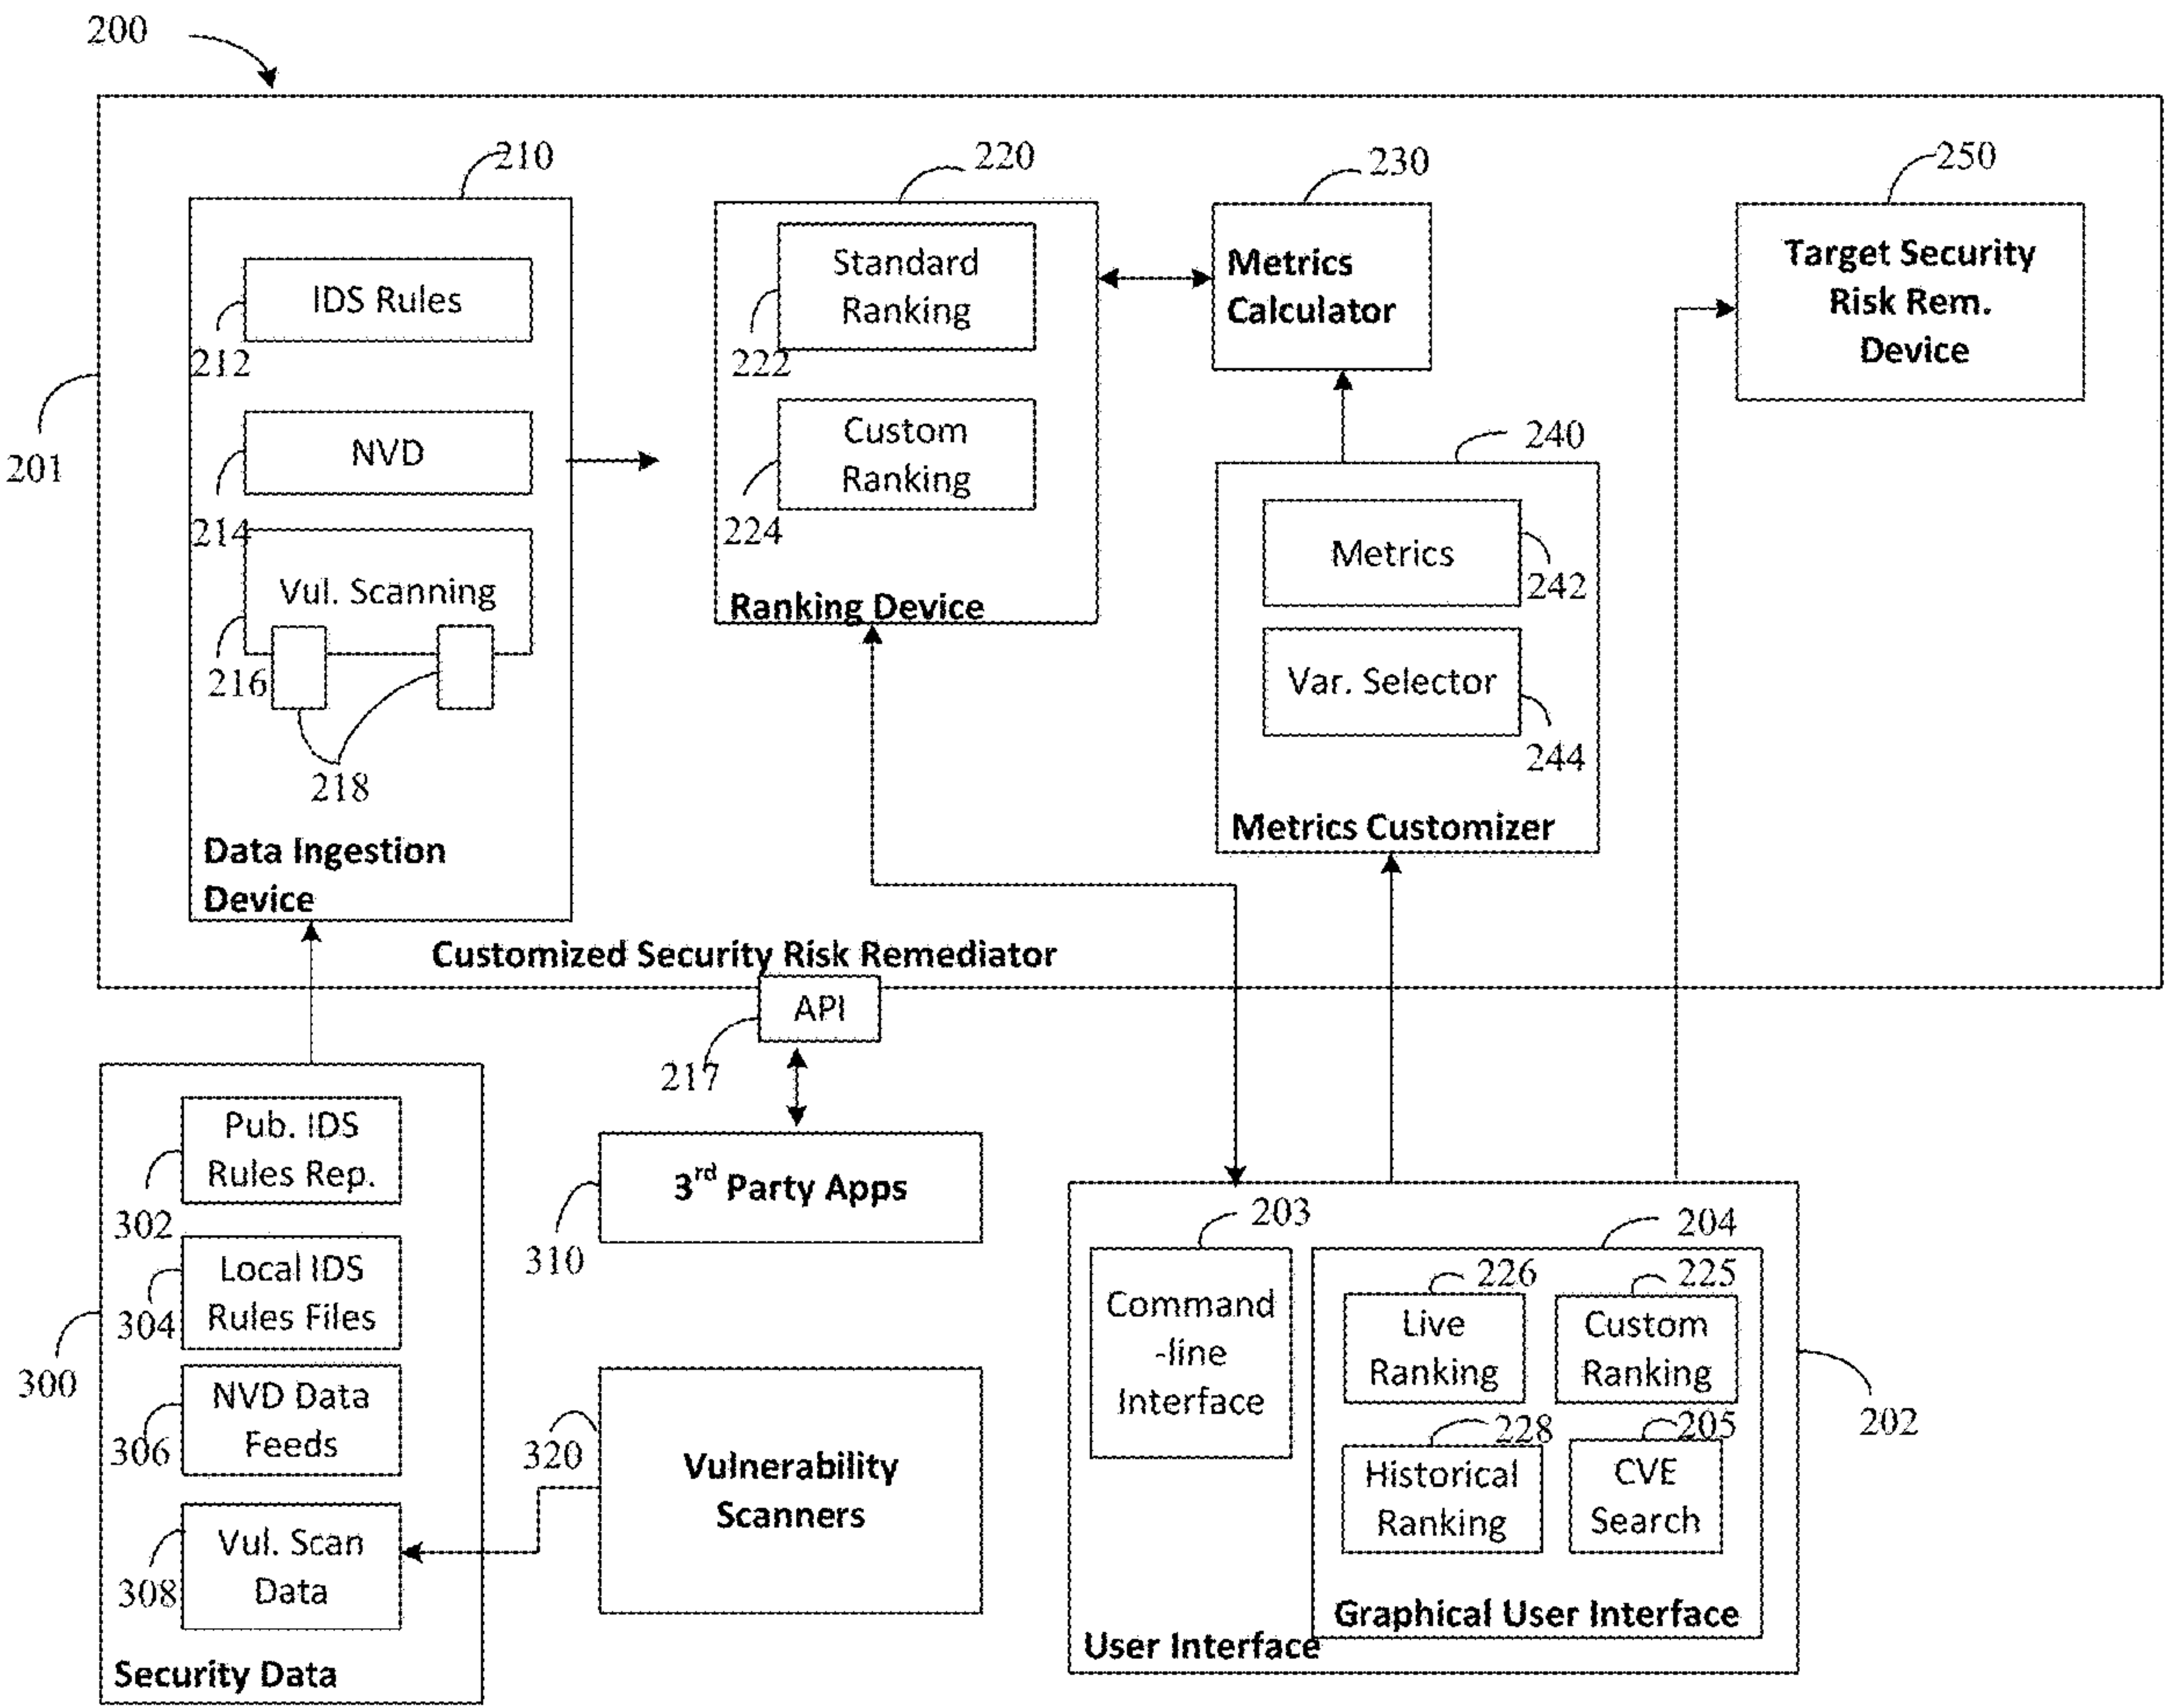 200
210
220
230
250
IDS Rules
212
NVD
214
Vul. Scanning
216
218
Data Ingestion
Device
201
Standard
Ranking
222
Custom
Ranking
224
Ranking Device
Metrics
Calculator
Target Security
Risk Rem.
Device
240
Metrics
242
Var. Selector
244
Metrics Customizer
Customized Security Risk Remediator
API
217
Pub. IDS
Rules Rep.
302
Local IDS
Rules Files
304
300
NVD Data
Feeds
306
Vul. Scan
Data
308
Security Data
3rd Party Apps
310
320
Vulnerability
Scanners
203
204
Command
-line
Interface
226
225
Live
Ranking
Custom
Ranking
228
205
202
Historical
Ranking
CVE
Search
Graphical User Interface
User Interface